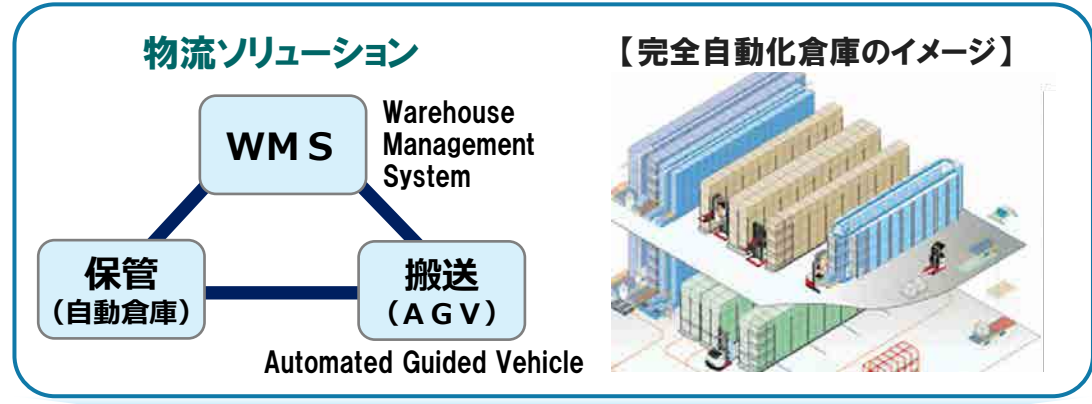 物流ソリューション
【完全自動化倉庫のイメージ】
WMS
Warehouse
Management
System
保管
(自動倉庫)
搬送
(AGV)
Automated Guided Vehicle